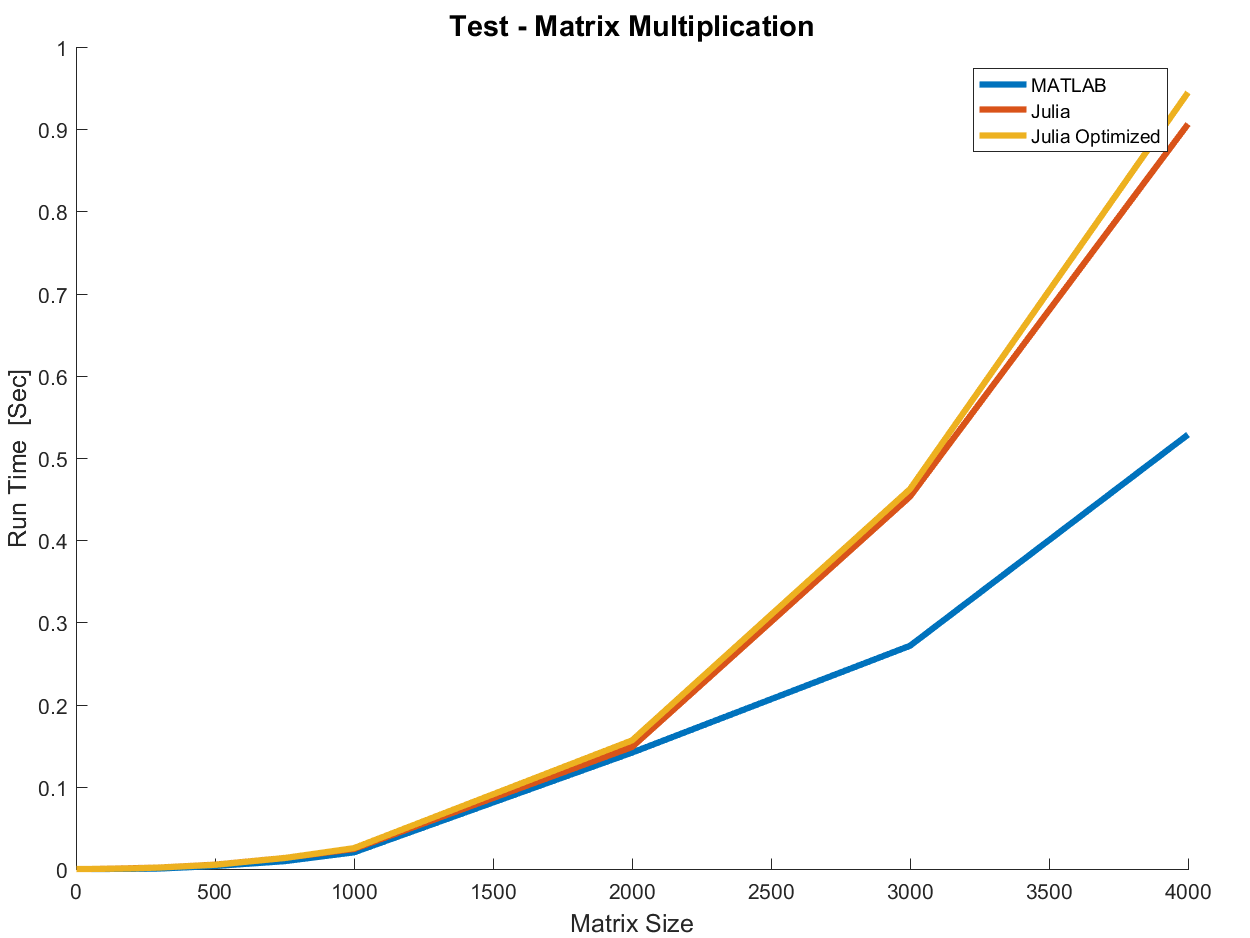 Test - Matrix Multiplication
MATLAB
Julia
Julia Optimized
1
0.9
0.8
0.7
0.6
0.5
0.4
0.3
0.2
0.1
0
Run Time [Sec]
0 500 1000 1500 2000 2500 3000 3500 4000
Matrix Size